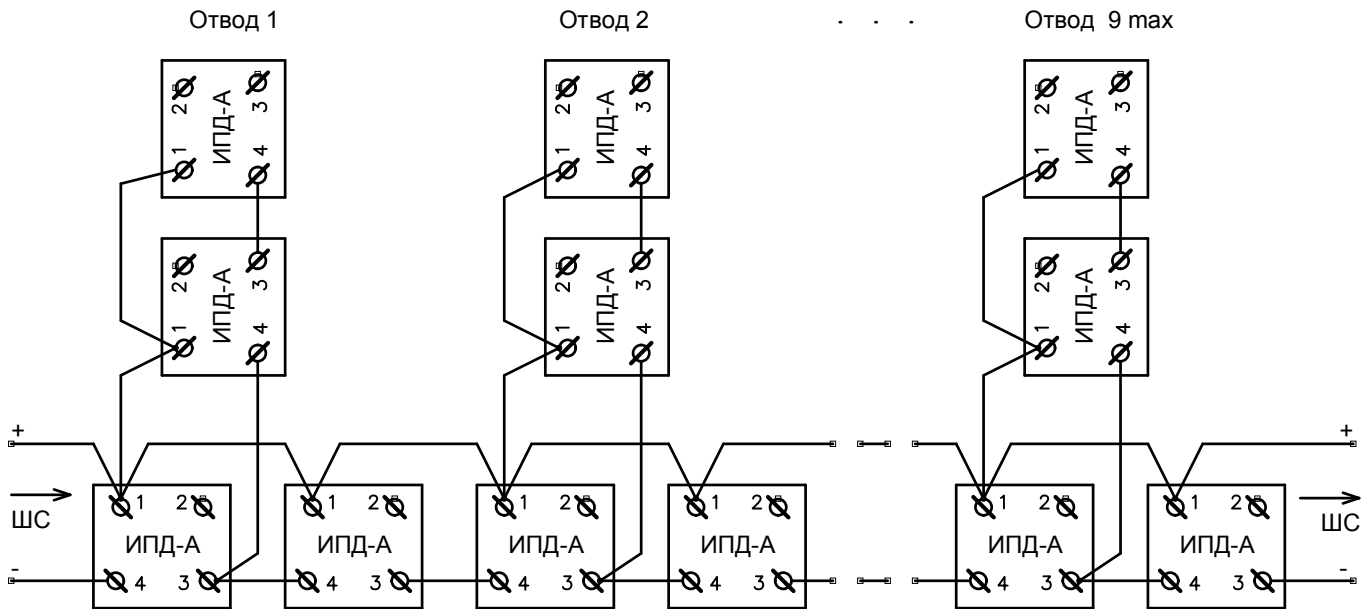 Отвод 1 Отвод 2 . . . Отвод 9 max
2 3 2 3 2 3
ИПД-А ИПД-А ИПД-А
1 4 1 4 1 4
2 3 2 3 2 3
ИПД-А ИПД-А ИПД-А
1 4 1 4 1 4
+ +
1 2 1 2 1 2 1 2 1 2 1 2
ШС ШС
ИПД-А ИПД-А ИПД-А ИПД-А ИПД-А ИПД-А
- -
4 3 4 3 4 3 4 3 4 3 4 3